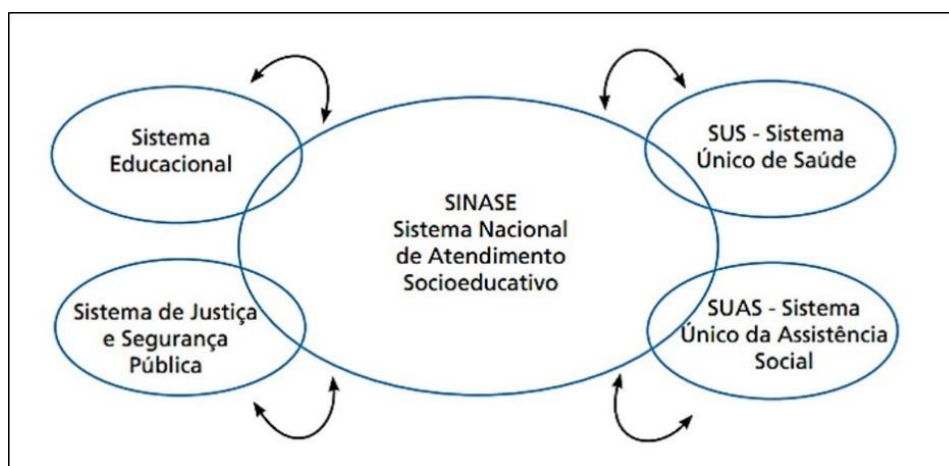 Sistema
Educacional
SUS - Sistema
Único de Saúde
SINASE
Sistema Nacional
de Atendimento
Socioeducativo
Sistema de Justiça
e Segurança
Pública
SUAS - Sistema
Único da Assistência
Social